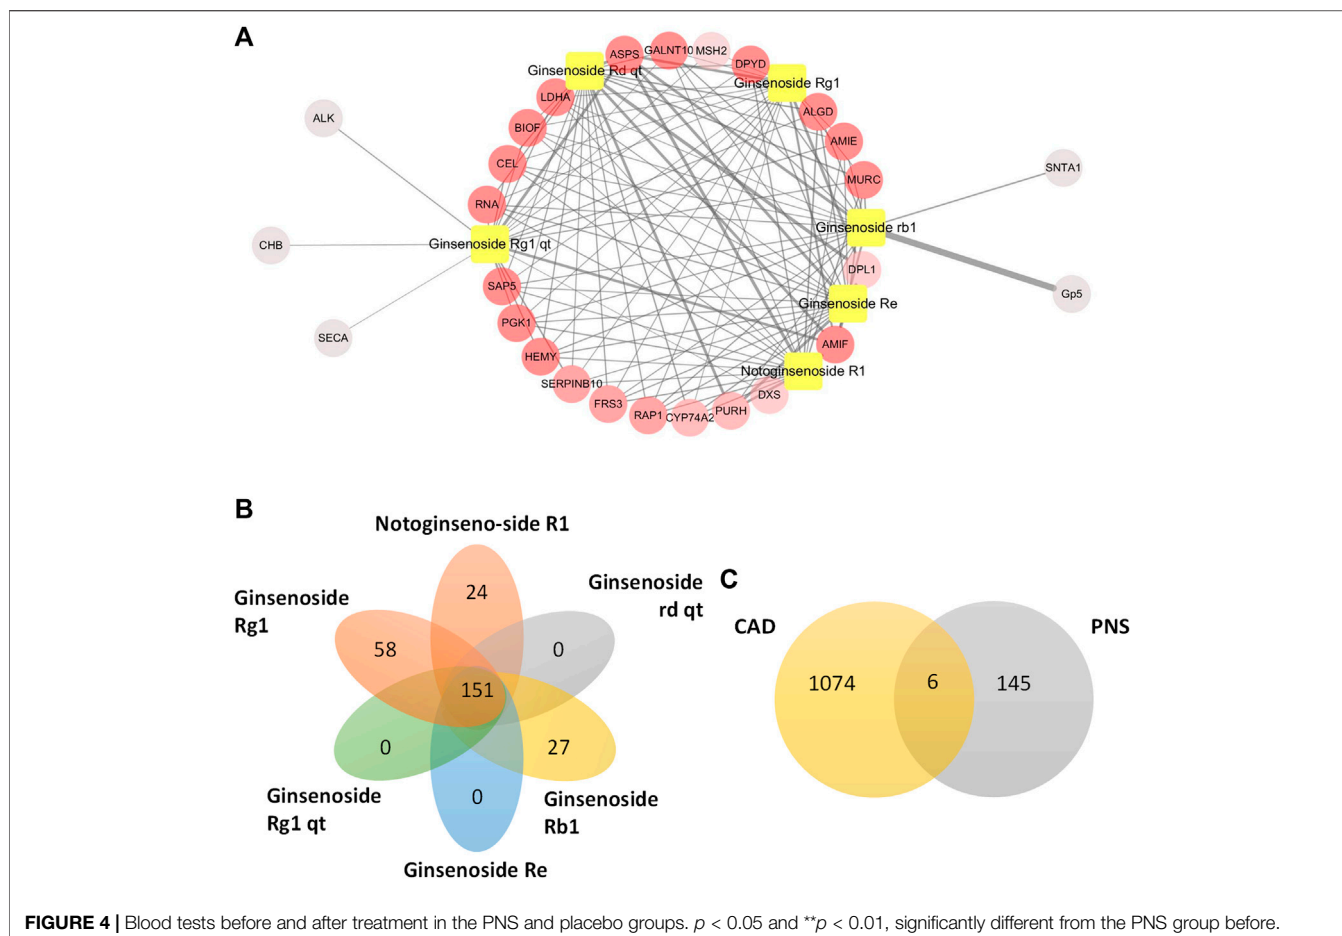 A
ASPS
GALNT10
MSH2
DPYD
Ginsenoside Rd qt
Ginsenoside Rg1
LDHA
ALGD
BIOF
AMIE
CEL
MURC
RNA
ALK
SNTA1
CHB
Ginsenoside Rg1 qt
Ginsenoside rb1
DPL1
Gp5
SECA
SAP5
Ginsenoside Re
PGK1
AMIF
HEMY
Notoginsenoside R1
SERPINB10
DXS
FRS3
RAP1
CYP74A2
PURH
B
Notoginseno-side R1
Ginsenoside
rd qt
Ginsenoside
Rg1
24
58
0
151
0
27
0
Ginsenoside
Rg1 qt
Ginsenoside
Rb1
Ginsenoside Re
C
CAD
PNS
1074
6
145
FIGURE 4 | Blood tests before and after treatment in the PNS and placebo groups. p < 0.05 and **p < 0.01, significantly different from the PNS group before.